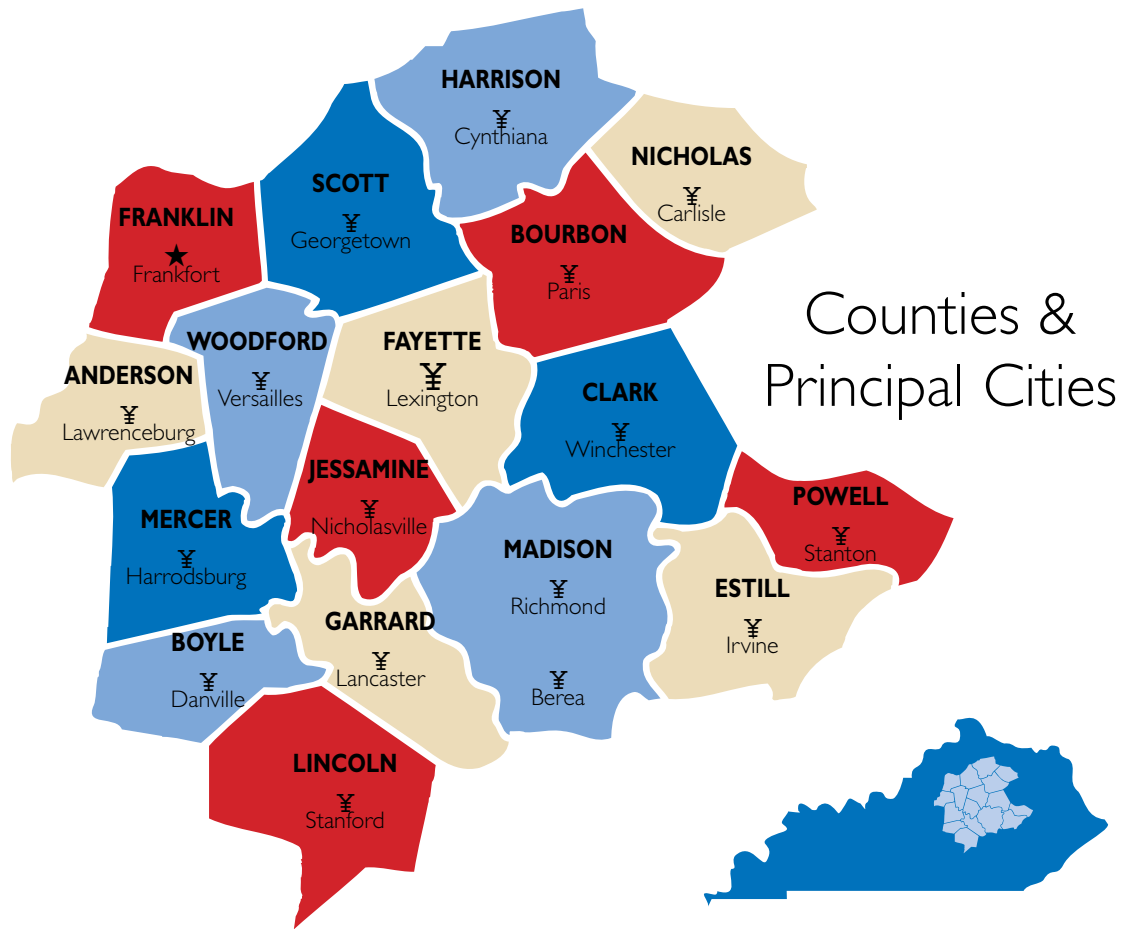 HARRISON
¥
Cynthiana
NICHOLAS
¥
Carlisle
SCOTT
¥
Georgetown
FRANKLIN
★
Frankfort
BOURBON
¥
Paris
Counties &
Principal Cities
WOODFORD
¥
Versailles
FAYETTE
¥
Lexington
ANDERSON
¥
Lawrenceburg
CLARK
¥
Winchester
JESSAMINE
¥
Nicholasville
POWELL
¥
Stanton
MERCER
¥
Harrodsburg
MADISON
¥
Richmond
¥
Berea
ESTILL
¥
Irvine
GARRARD
¥
Lancaster
BOYLE
¥
Danville
LINCOLN
¥
Stanford